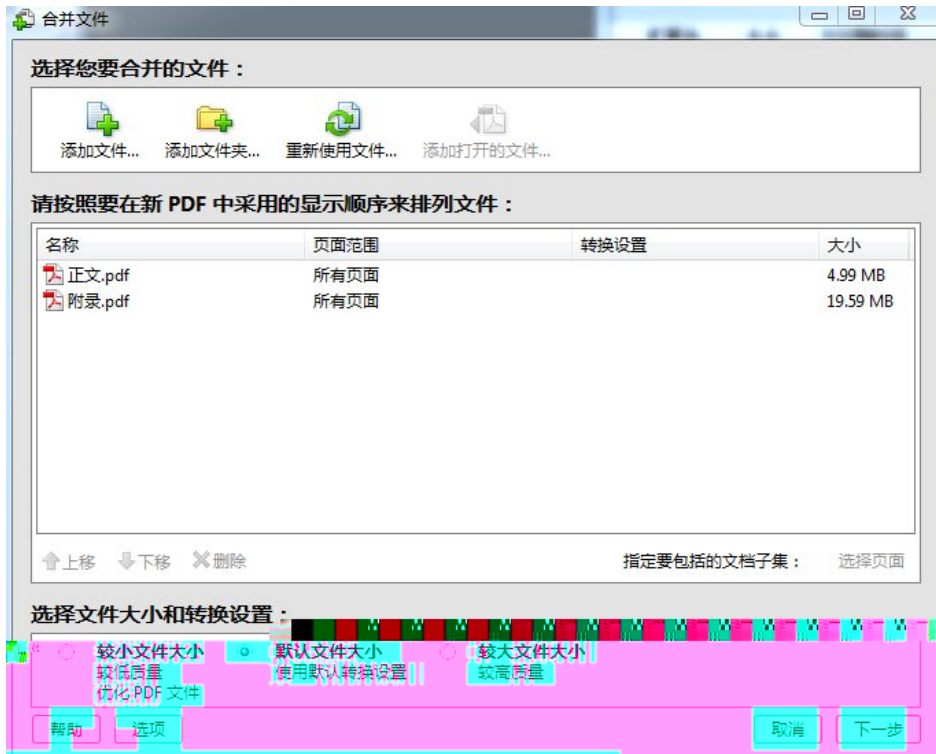 合并文件
选择您要合并的文件：
添加文件... 添加文件夹... 重新使用文件... 添加打开的文件...
请按照要在新 PDF 中采用的显示顺序来排列文件：
名称 页面范围 转换设置 大小
正文.pdf 所有页面 4.99 MB
附录.pdf 所有页面 19.59 MB
上移 下移 删除 指定要包括的文档子集： 选择页面
选择文件大小和转换设置：
较小文件大小 默认文件大小 较大文件大小
较低质量 使用默认转换设置 较高质量
优化 PDF 文件
帮助 选项 取消 下一步